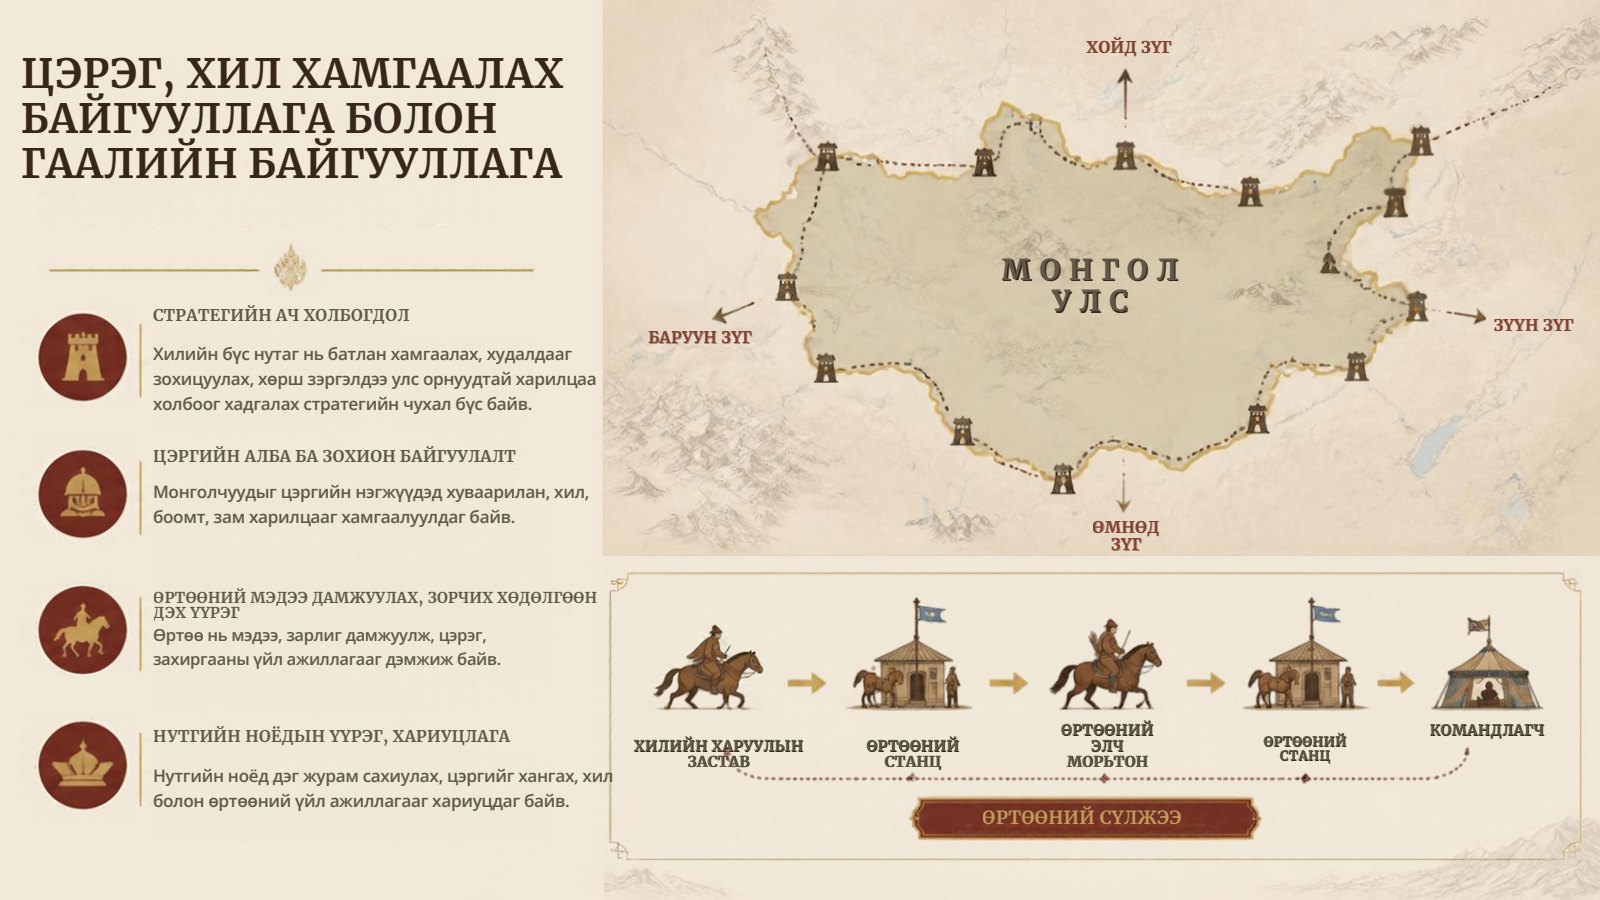 ЦЭРЭГ, ХИЛ ХАМГААЛАХ
БАЙГУУЛЛАГА БОЛОН
ГААЛИЙН БАЙГУУЛЛАГА
СТРАТЕГИЙН АЧ ХОЛБОГДОЛ
Хилийн бүс нутаг нь батлан хамгаалах, худалдааг
зохицуулах, хөрш зэргэлдээ улс орнуудтай харилцаа
холбоог хадгалах стратегийн чухал бүс байв.
ЦЭРГИЙН АЛБА БА ЗОХИОН БАЙГУУЛАЛТ
Монголчуудыг цэргийн нэгжүүдэд хуваарилан, хил,
боомт, зам харилцааг хамгаалуулдаг байв.
ӨРТӨӨНИЙ МЭДЭЭ ДАМЖУУЛАХ, ЗОРЧИХ ХӨДӨЛГӨӨН
ДЭХ ҮҮРЭГ
Өртөө нь мэдээ, зарлиг дамжуулж, цэрэг,
захиргааны үйл ажиллагааг дэмжиж байв.
НУТГИЙН НОЁДЫН ҮҮРЭГ, ХАРИУЦЛАГА
Нутгийн ноёд дэг журам сахиулах, цэргийг хангах, хил
болон өртөөний үйл ажиллагааг хариуцдаг байв.
ХОЙД ЗҮГ
МОНГОЛ
УЛС
БАРУУН ЗҮГ
ЗҮҮН ЗҮГ
ӨМНӨД
ЗҮГ
ХИЛИЙН ХАРУУЛЫН
ЗАСТАВ
ӨРТӨӨНИЙ
СТАНЦ
ӨРТӨӨНИЙ
ЭЛЧ
МОРЬТОН
ӨРТӨӨНИЙ
СТАНЦ
КОМАНДЛАГЧ
ӨРТӨӨНИЙ СҮЛЖЭЭ